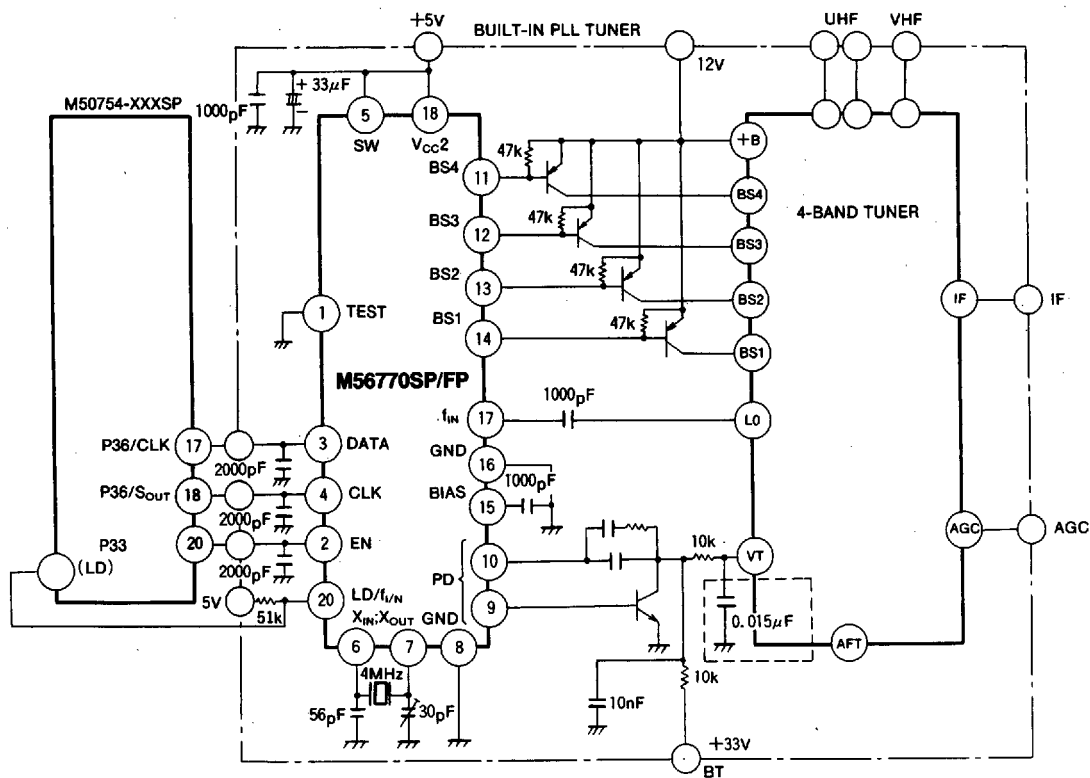 +5V
BUILT-IN PLL TUNER
UHF
VHF
12V
M50754-XXXSP
1000pF
+ 33μF
−
5
SW
18
VCC2
47k
+B
BS4
11
BS4
4-BAND TUNER
BS3
12
47k
BS3
BS2
13
47k
BS2
IF
IF
1
TEST
BS1
14
47k
BS1
M56770SP/FP
1000pF
fIN
17
LO
P36/CLK
17
3
DATA
GND
16
2000pF
1000pF
P36/SOUT
18
4
CLK
BIAS
15
2000pF
AGC
AGC
P33
20
2
EN
10
10k
VT
(LD)
2000pF
PD
5V
51k
20
LD/fI/N
9
0.015μF
XIN;XOUT
GND
6
7
8
AFT
4MHz
10k
56pF
30pF
10nF
+33V
BT